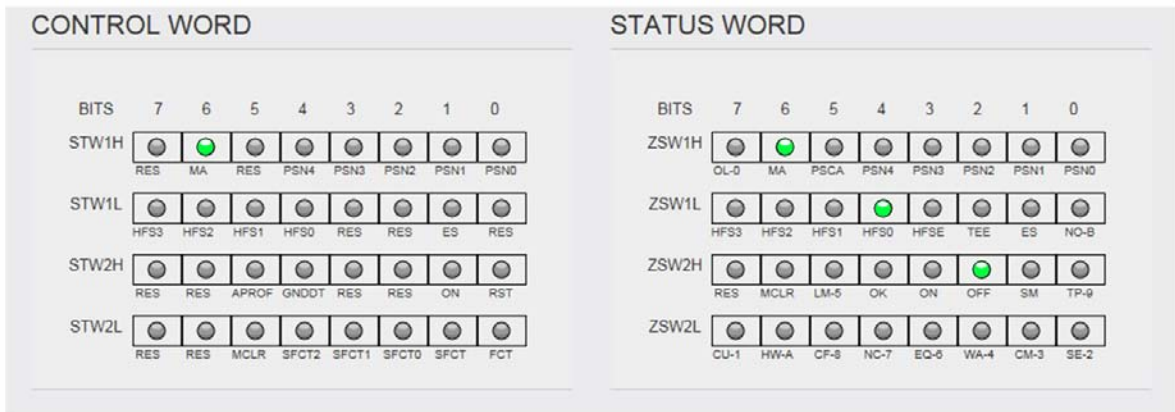 CONTROL WORD
BITS 7 6 5 4 3 2 1 0
STW1H
RES MA RES PSN4 PSN3 PSN2 PSN1 PSN0
STW1L
HFS3 HFS2 HFS1 HFS0 RES RES ES RES
STW2H
RES RES APROF GNDDT RES RES ON RST
STW2L
RES RES MCLR SFCT2 SFCT1 SFCT0 SFCT FCT
STATUS WORD
BITS 7 6 5 4 3 2 1 0
ZSW1H
OL-0 MA PSCA PSN4 PSN3 PSN2 PSN1 PSN0
ZSW1L
HFS3 HFS2 HFS1 HFS0 HFSE TEE ES NO-B
ZSW2H
RES MCLR LM-5 OK ON OFF SM TP-9
ZSW2L
CU-1 HW-A CF-8 NC-7 EQ-6 WA-4 CM-3 SE-2